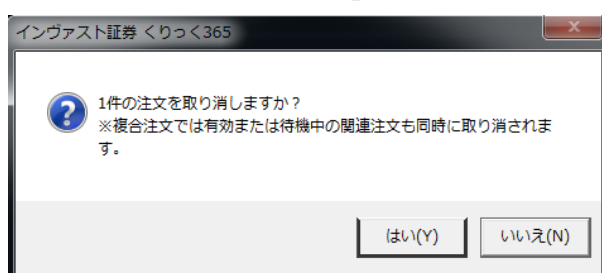 インヴァスト証券 くりっく365
1件の注文を取り消しますか？
※複合注文では有効または待機中の関連注文も同時に取り消されま
す。
はい(Y)
いいえ(N)